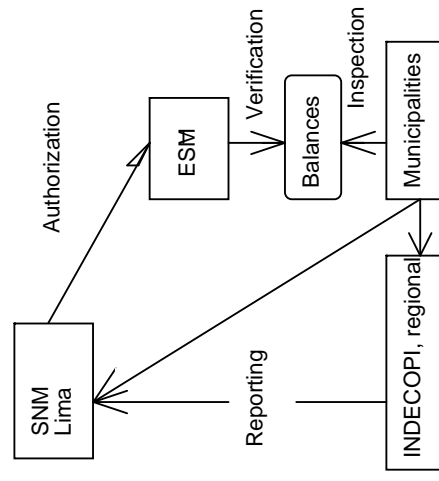 SNM
Lima
Authorization
ESM
Verification
Balances
Inspection
Municipalities
INDECOPI, regional
Reporting